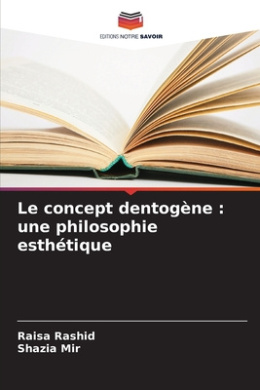 EDITIONS NOTRE SAVOIR
Le concept dentogène :
une philosophie
esthétique
Raisa Rashid
Shazia Mir